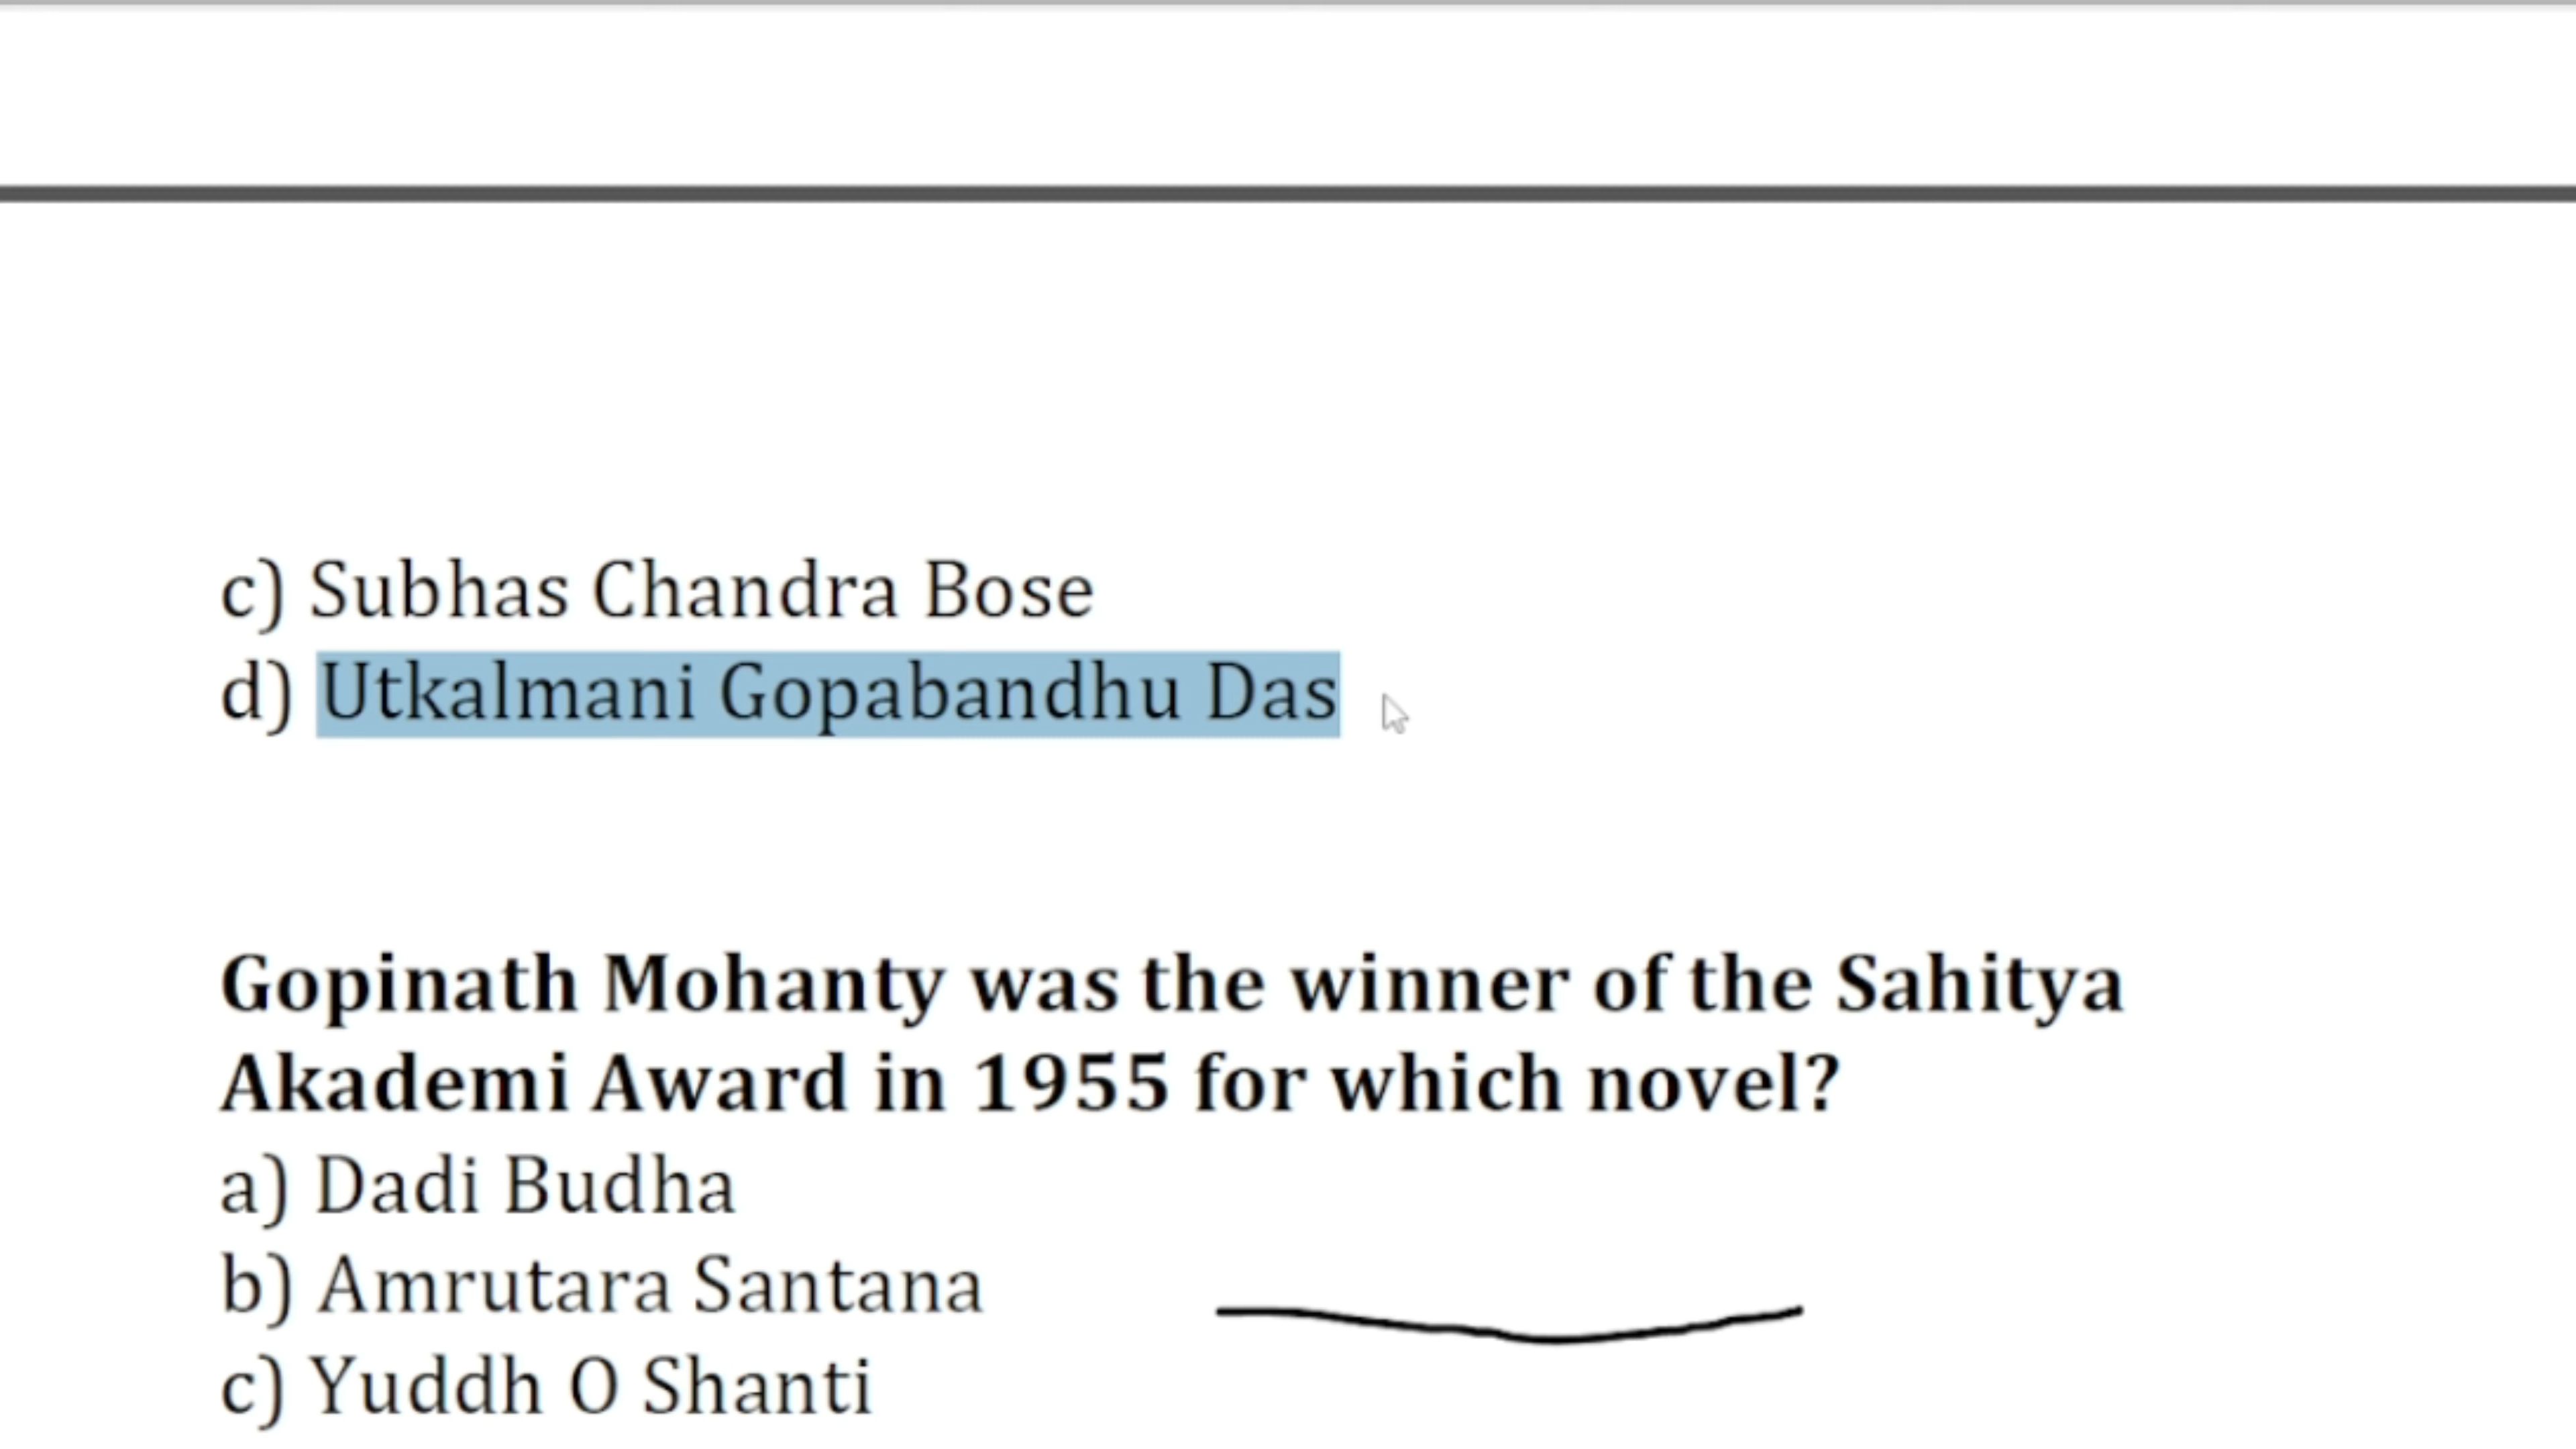 c) Subhas Chandra Bose
d) Utkalmani Gopabandhu Das
Gopinath Mohanty was the winner of the Sahitya
Akademi Award in 1955 for which novel?
a) Dadi Budha
b) Amrutara Santana
c) Yuddh O Shanti